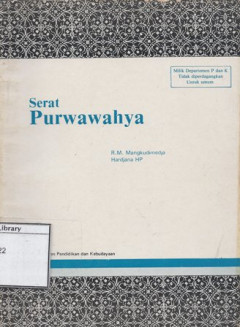 Milik Departemen P dan K
Tidak diperdagangkan
Untuk umum
Serat
Purwawahya
R.M. Mangkudimedja
Hardjana HP
Library
22
Pendidikan dan Kebudayaan